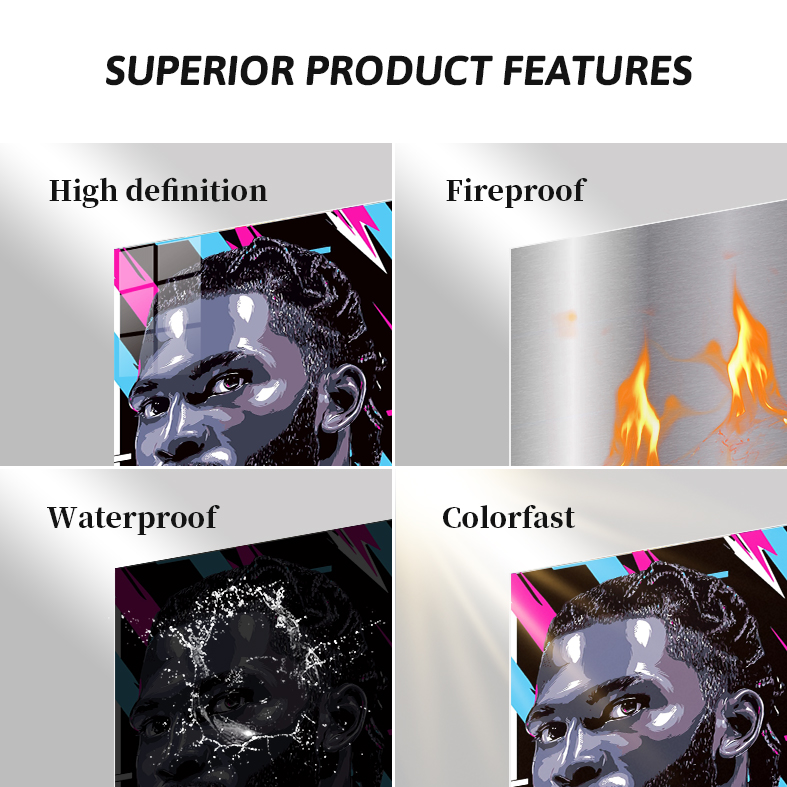 SUPERIOR PRODUCT FEATURES
High definition
Fireproof
Waterproof
Colorfast